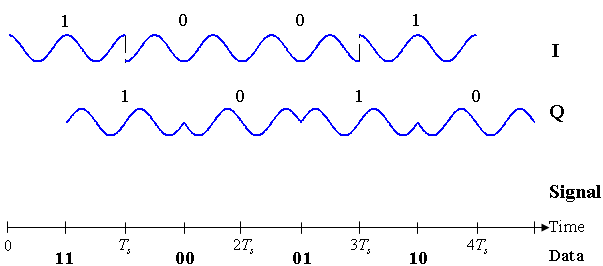 1 0 0 1
I
1 0 1 0
Q
Signal
Time
0 Ts 2Ts 3Ts 4Ts
11 00 01 10 Data